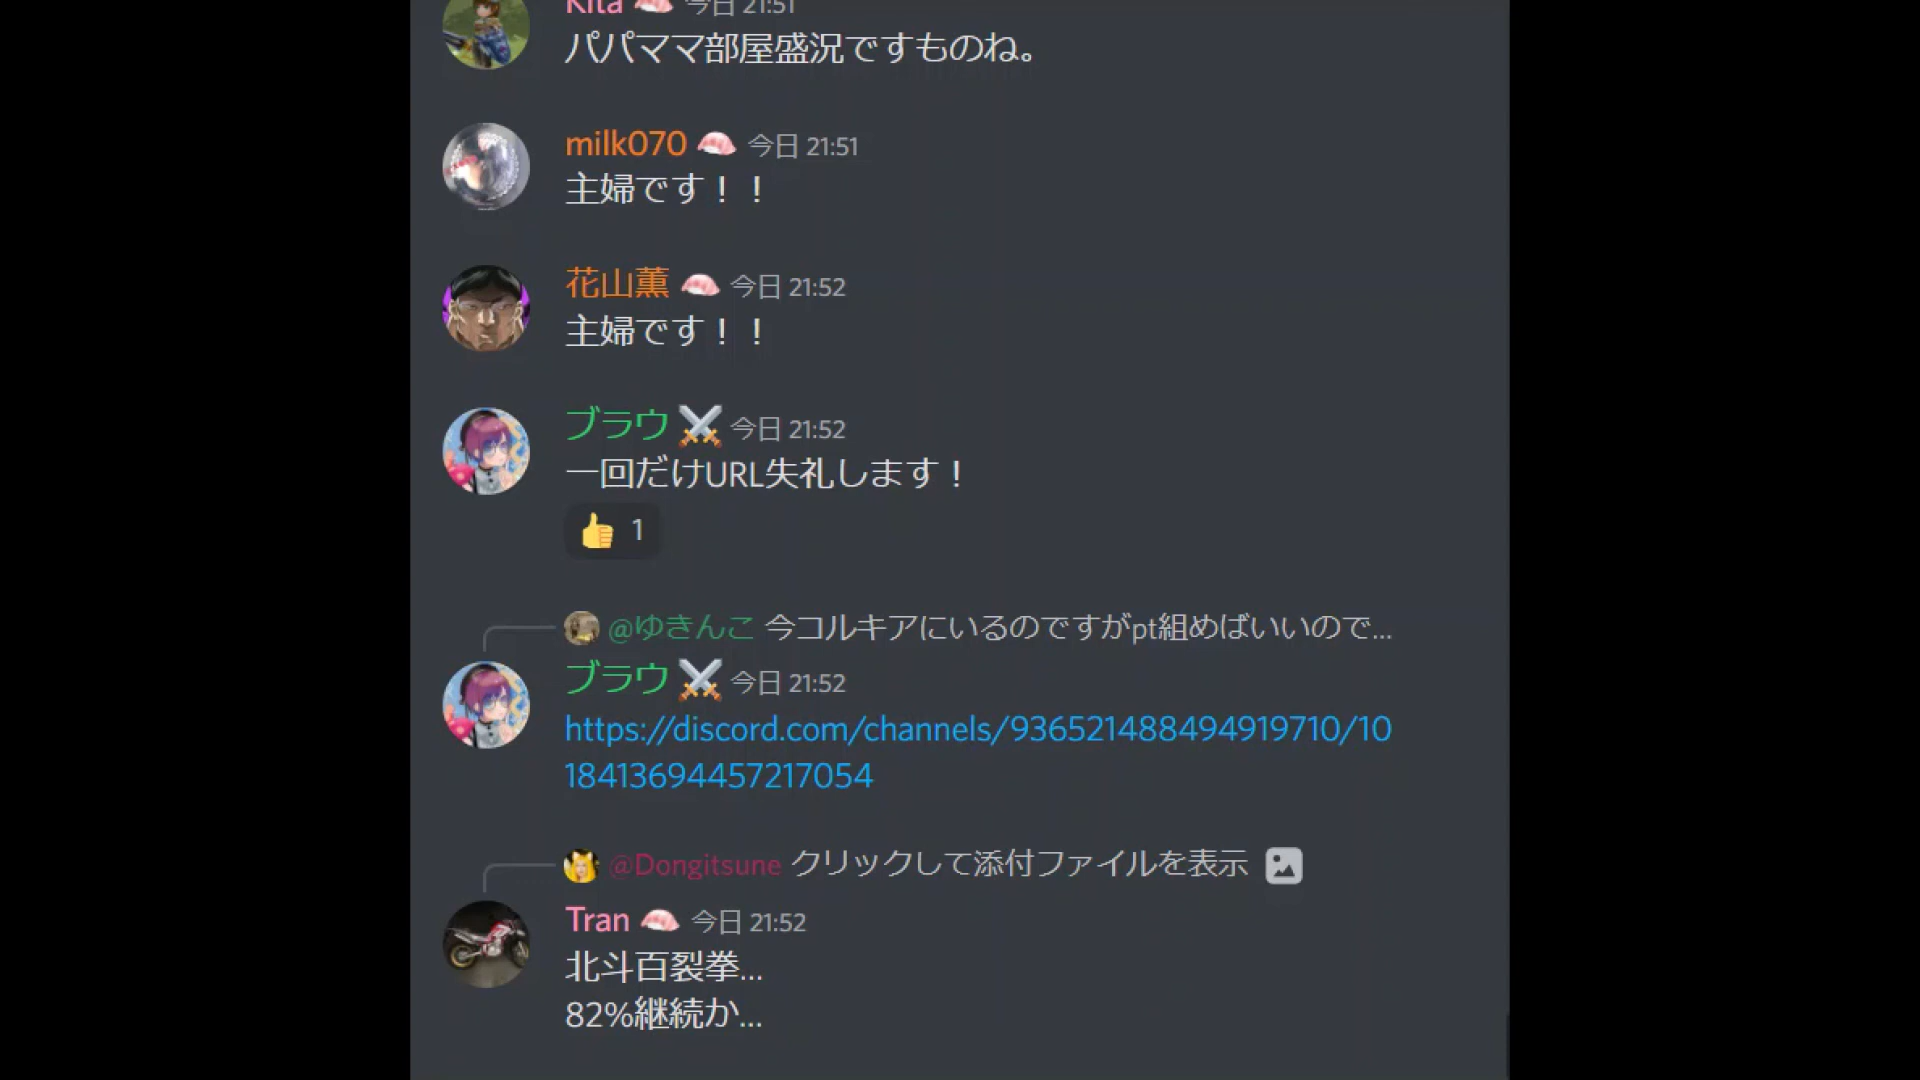 Kita 今日 21:51
パパママ部屋盛況ですものね。
milk070 今日 21:51
主婦です！！
花山薫 今日 21:52
主婦です！！
ブラウ 今日 21:52
一回だけURL失礼します！
1
@ゆきんこ 今コルキアにいるのですがpt組めばいいので...
ブラウ 今日 21:52
https://discord.com/channels/936521488494919710/10
18413694457217054
@Dongitsune クリックして添付ファイルを表示
Tran 今日 21:52
北斗百裂拳...
82%継続か...